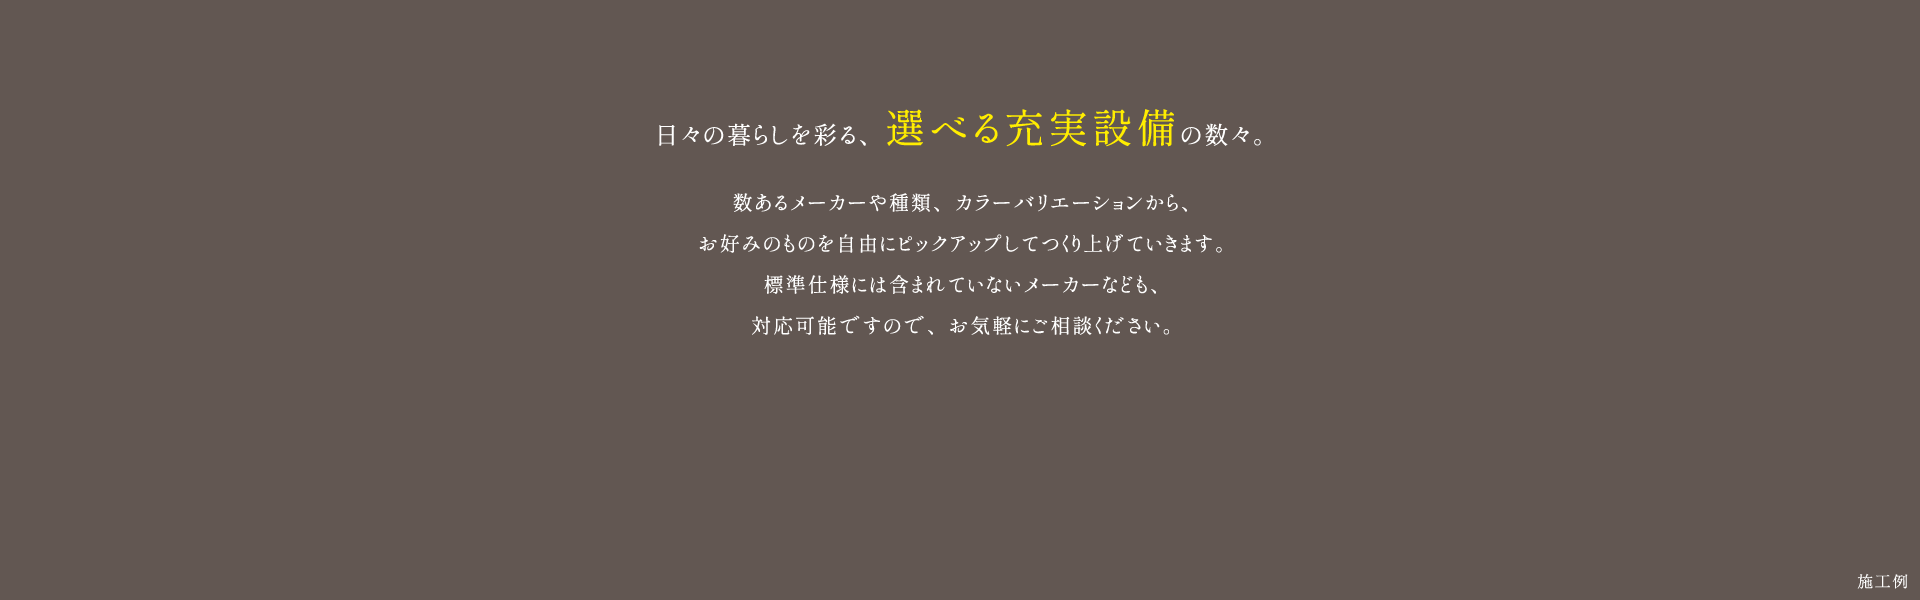 日々の暮らしを彩る、選べる充実設備の数々。
数あるメーカーや種類、カラーバリエーションから、
お好みのものを自由にピックアップしてつくり上げていきます。
標準仕様には含まれていないメーカーなども、
対応可能ですので、お気軽にご相談ください。
施工例